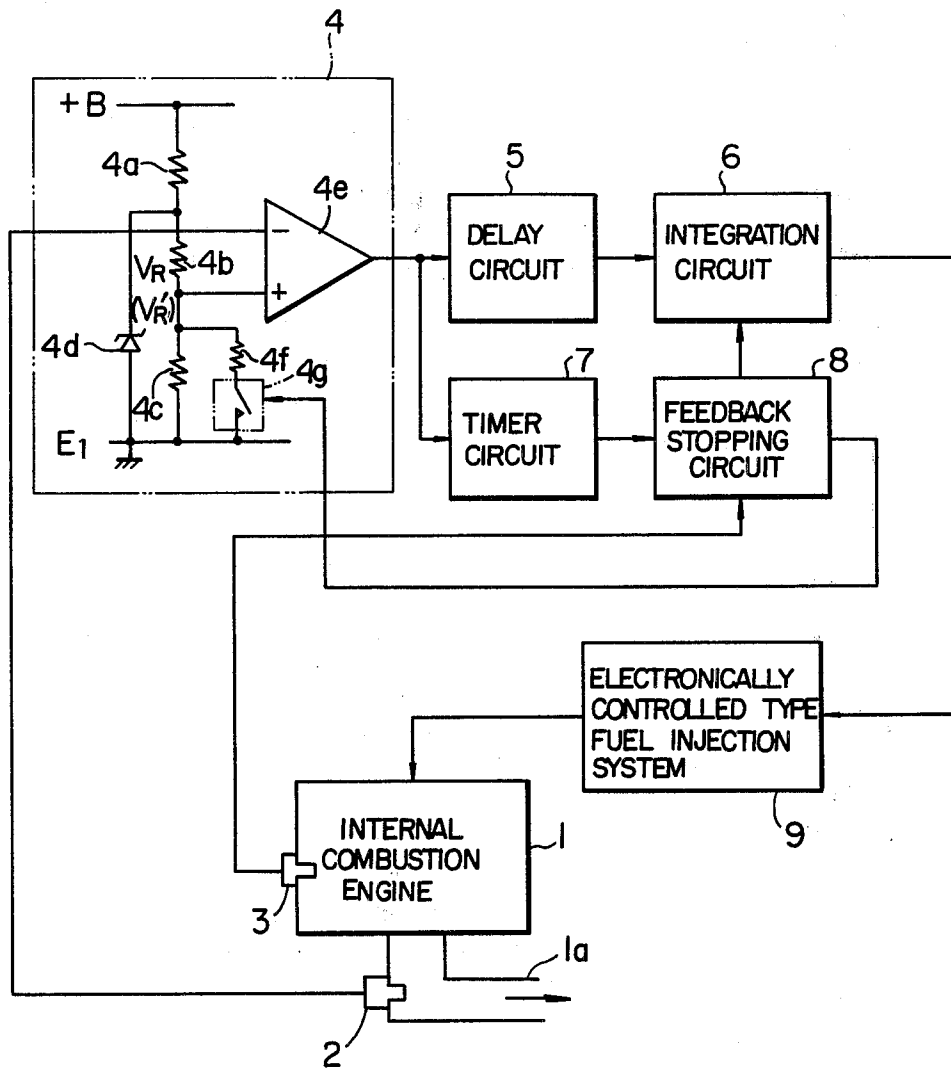 4
+B
4a
4e
VR
4b
(VR')
4d
4f
4g
4c
E1
5
DELAY
CIRCUIT
6
INTEGRATION
CIRCUIT
7
TIMER
CIRCUIT
8
FEEDBACK
STOPPING
CIRCUIT
ELECTRONICALLY
CONTROLLED TYPE
FUEL INJECTION
SYSTEM
9
INTERNAL
COMBUSTION
ENGINE
1
3
1a
2
-
+